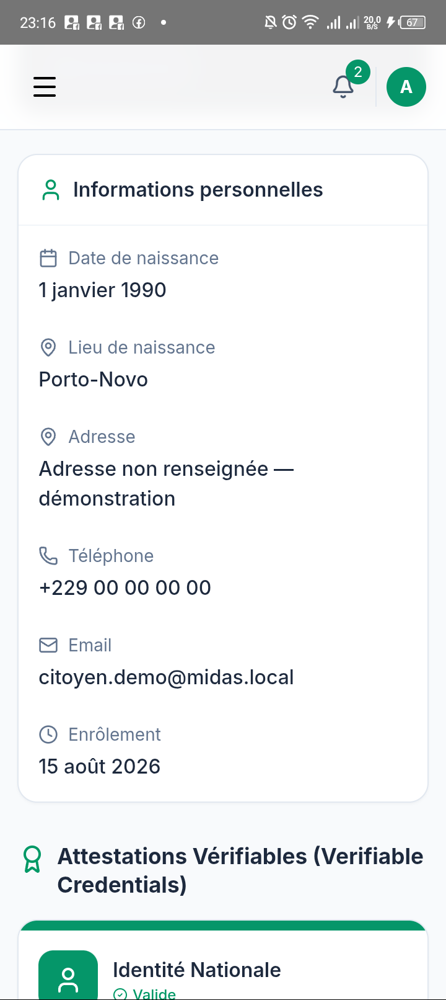 23:16
20,0
B/S
67
2
A
Informations personnelles
Date de naissance
1 janvier 1990
Lieu de naissance
Porto-Novo
Adresse
Adresse non renseignée —
démonstration
Téléphone
+229 00 00 00 00
Email
citoyen.demo@midas.local
Enrôlement
15 août 2026
Attestations Vérifiables (Verifiable
Credentials)
Identité Nationale
Valide